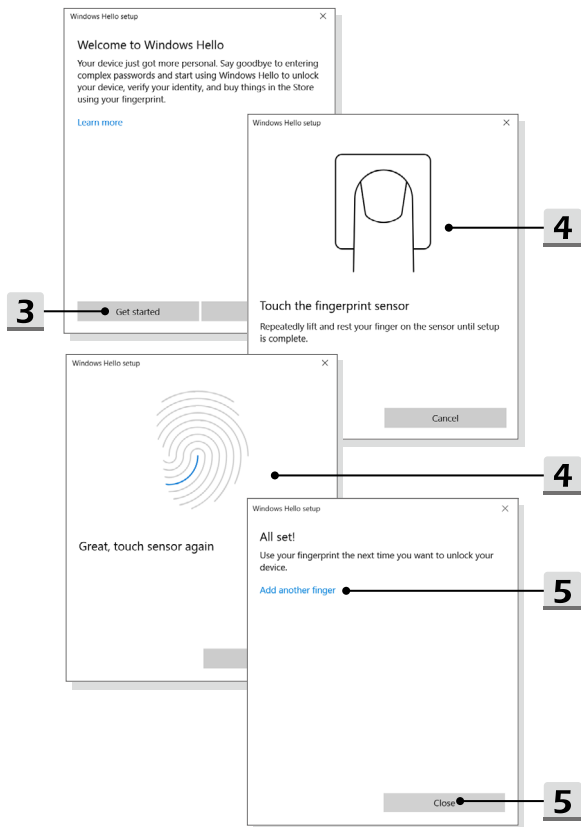 Windows Hello setup
Welcome to Windows Hello
Your device just got more personal. Say goodbye to entering
complex passwords and start using Windows Hello to unlock
your device, verify your identity, and buy things in the Store
using your fingerprint.
Learn more
3
Get started
Windows Hello setup
4
Touch the fingerprint sensor
Repeatedly lift and rest your finger on the sensor until setup
is complete.
Cancel
Windows Hello setup
4
Great, touch sensor again
Windows Hello setup
All set!
Use your fingerprint the next time you want to unlock your
device.
Add another finger
5
Close
5